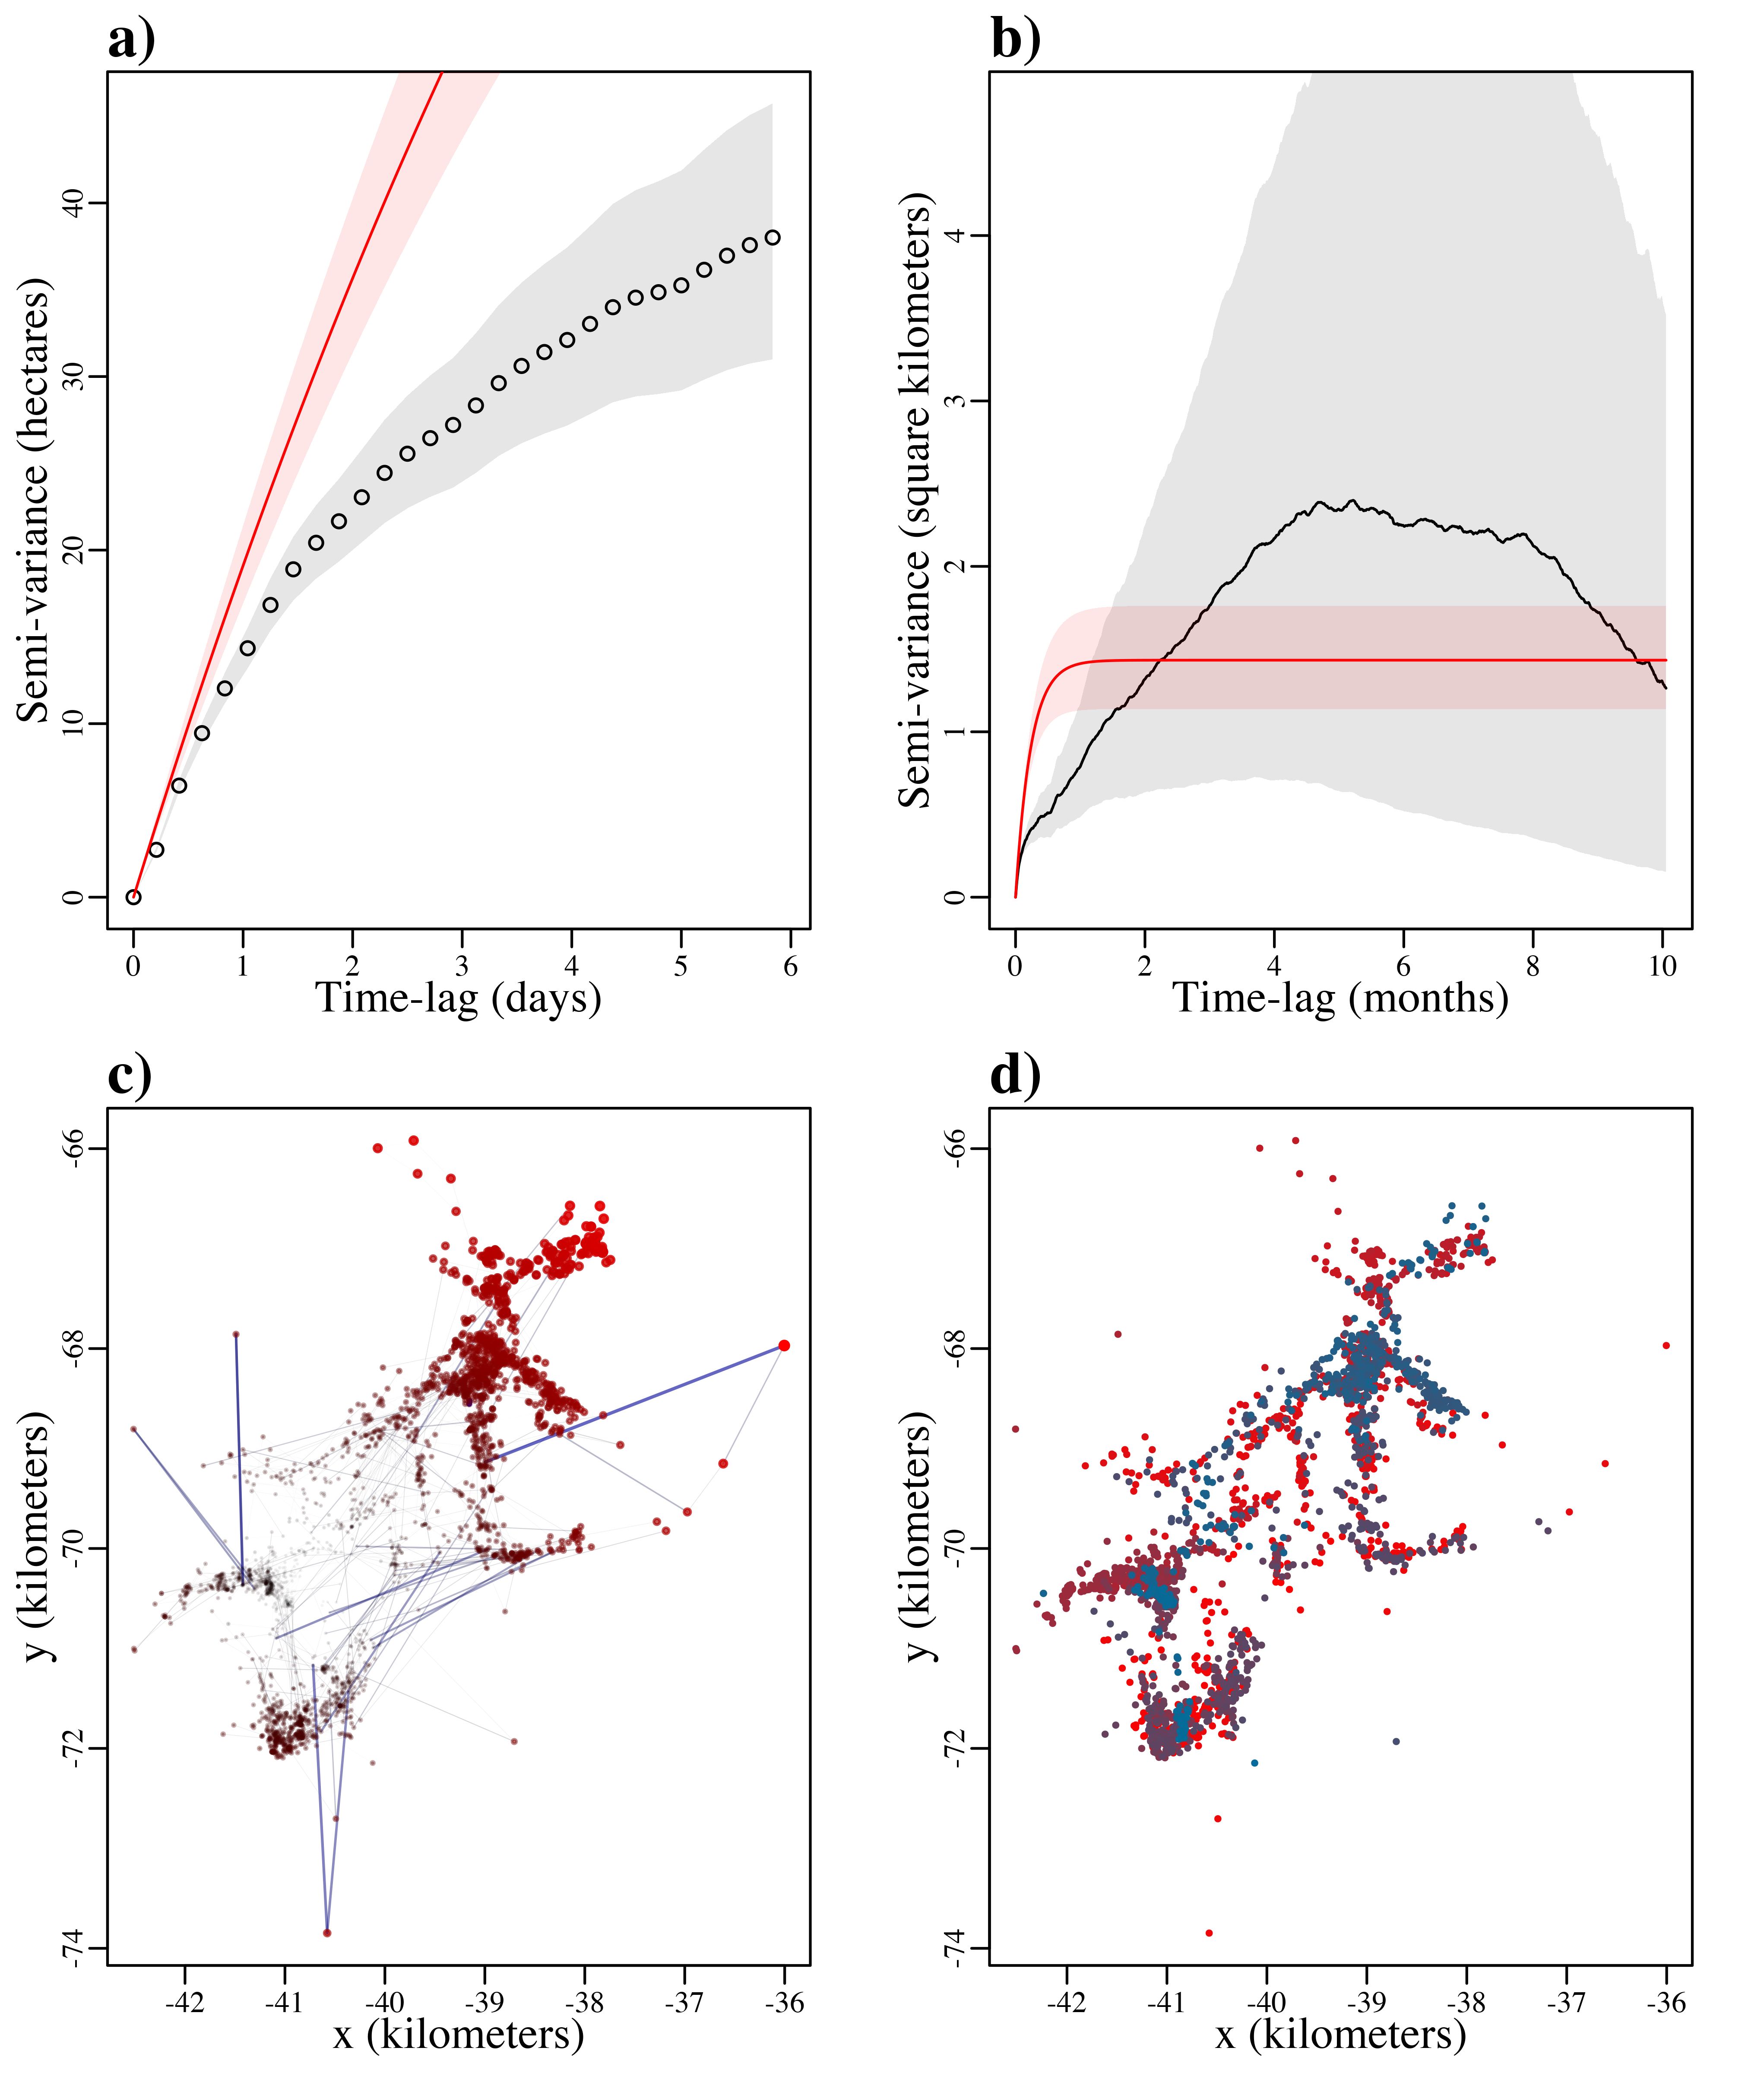 a)
Semi-variance (hectares)
40
30
20
10
0
0 1 2 3 4 5 6
Time-lag (days)
b)
Semi-variance (square kilometers)
4
3
2
1
0
0 2 4 6 8 10
Time-lag (months)
c)
y (kilometers)
-66
-68
-70
-72
-74
-42 -41 -40 -39 -38 -37 -36
x (kilometers)
d)
y (kilometers)
-66
-68
-70
-72
-74
-42 -41 -40 -39 -38 -37 -36
x (kilometers)